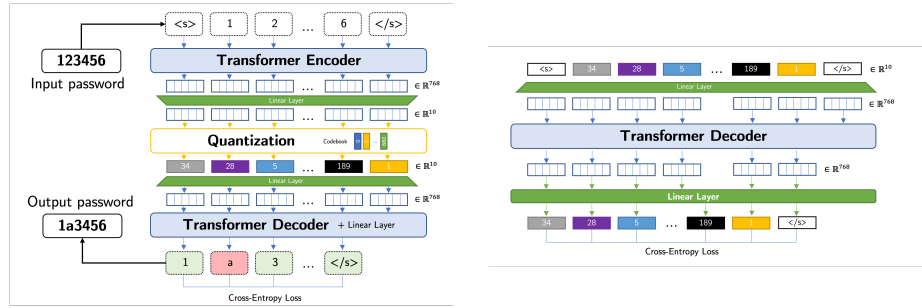 <s> 1 2 ... 6 </s>
123456
Input password
Transformer Encoder
∈ ℝ⁷⁶⁸
Linear Layer
∈ ℝ¹⁰
Quantization Codebook 0 ...
34 28 5 ... 189 1 ∈ ℝ¹⁰
Linear Layer
∈ ℝ⁷⁶⁸
Output password
1a3456
Transformer Decoder + Linear Layer
1 a 3 ... </s>
Cross-Entropy Loss
<s> 34 28 5 ... 189 1 </s> ∈ ℝ¹⁰
Linear Layer
∈ ℝ⁷⁶⁸
Transformer Decoder
∈ ℝ⁷⁶⁸
Linear Layer
34 28 5 ... 189 1 </s>
Cross-Entropy Loss